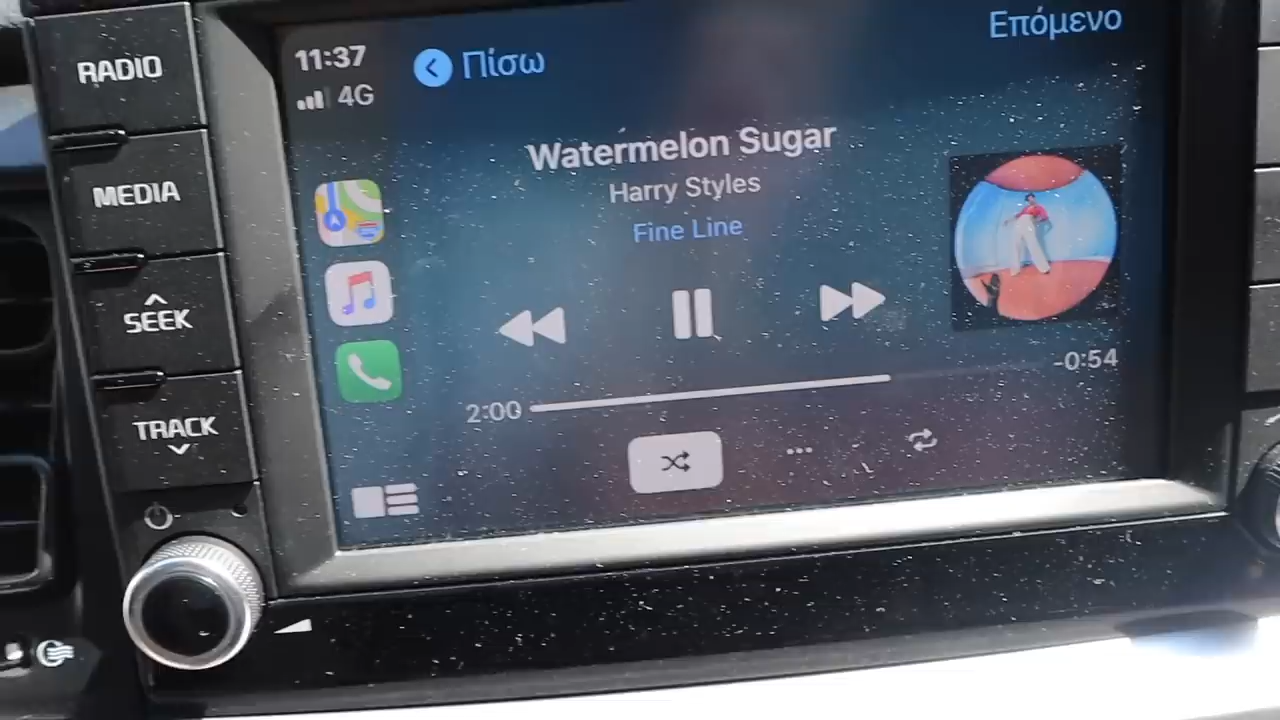 RADIO
MEDIA
SEEK
TRACK
11:37
4G
Πίσω
Επόμενο
Watermelon Sugar
Harry Styles
Fine Line
2:00
-0:54